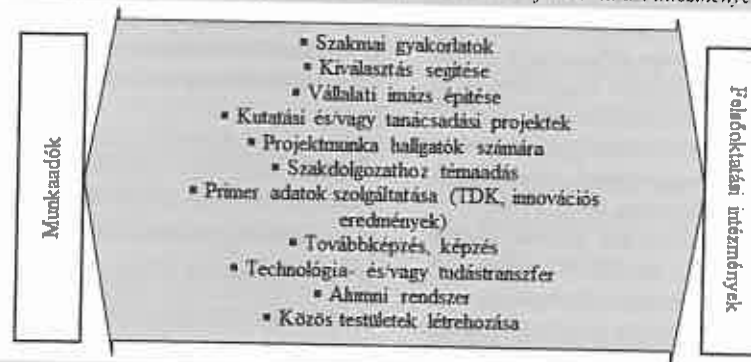 Munkaadók
▪ Szakmai gyakorlatok
▪ Kiválasztás segítése
▪ Vállalati imázs építése
▪ Kutatási és/vagy tanácsadási projektek
▪ Projektmunka hallgatók számára
▪ Szakdolgozathoz témaadás
▪ Primer adatok szolgáltatása (TDK, innovációs
eredmények)
▪ Továbbképzés, képzés
▪ Technológia- és/vagy tudástranszfer
▪ Alumni rendszer
▪ Közös testületek létrehozása
Felsőoktatási intézmények